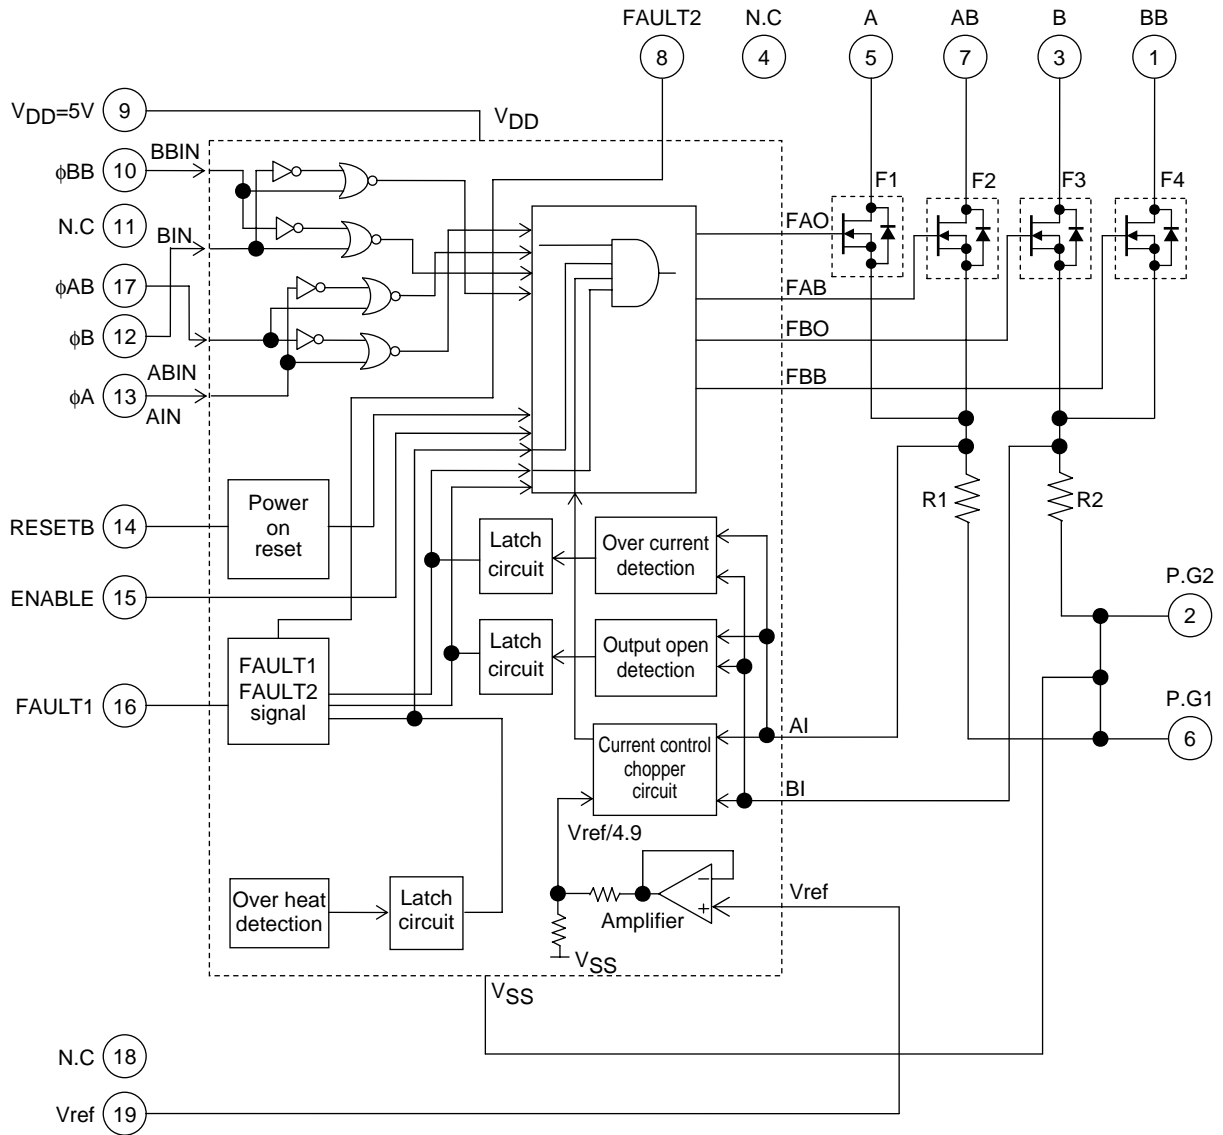 FAULT2 N.C A AB B BB
8 4 5 7 3 1
VDD=5V 9 VDD
ϕBB 10 BBIN
F1 F2 F3 F4
N.C 11 BIN
FAO
ϕAB 17
FAB
ϕB 12
FBO
ABIN
FBB
ϕA 13
AIN
Power
on
reset
RESETB 14
R1 R2
Latch
circuit
Over current
detection
P.G2
2
ENABLE 15
Latch
circuit
Output open
detection
FAULT1
FAULT2
signal
FAULT1 16
P.G1
6
AI
Current control
chopper
circuit
BI
Vref/4.9
Over heat
detection
Latch
circuit
−
+
Vref
Amplifier
VSS
VSS
N.C 18
Vref 19